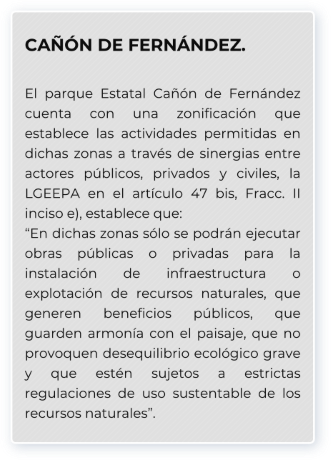 CAÑÓN DE FERNÁNDEZ.
El parque Estatal Cañón de Fernández
cuenta con una zonificación que
establece las actividades permitidas en
dichas zonas a través de sinergias entre
actores públicos, privados y civiles, la
LGEEPA en el artículo 47 bis, Fracc. II
inciso e), establece que:
“En dichas zonas sólo se podrán ejecutar
obras públicas o privadas para la
instalación de infraestructura o
explotación de recursos naturales, que
generen beneficios públicos, que
guarden armonía con el paisaje, que no
provoquen desequilibrio ecológico grave
y que estén sujetos a estrictas
regulaciones de uso sustentable de los
recursos naturales”.